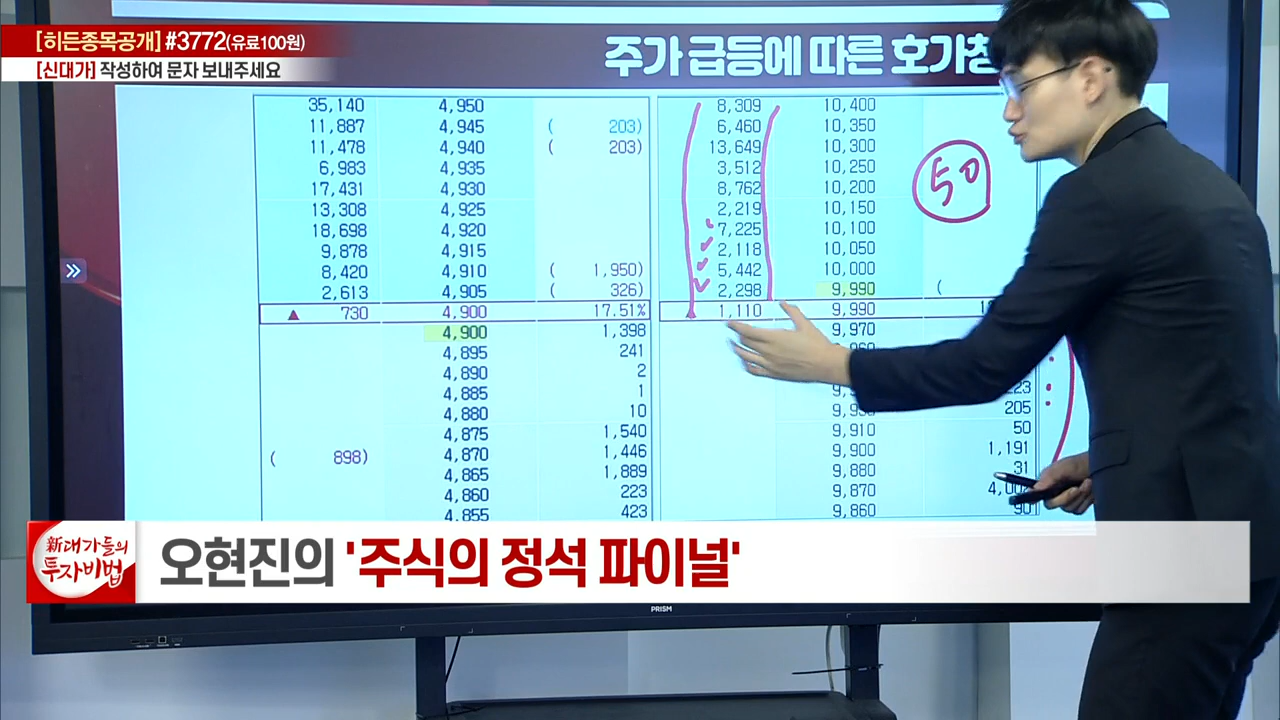 [히든종목공개] #3772(유료100원)
[신대가] 작성하여 문자 보내주세요
주가 급등에 따른 호가창
35,140 4,950 8,309 10,400
11,887 4,945 ( 203) 6,460 10,350
11,478 4,940 ( 203) 13,649 10,300
6,983 4,935 3,512 10,250
17,431 4,930 8,762 10,200
13,308 4,925 2,219 10,150
18,698 4,920 7,225 10,100
9,878 4,915 2,118 10,050
8,420 4,910 ( 1,950) 5,442 10,000
2,613 4,905 ( 326) 2,298 9,990 (
▲ 730 4,900 17.51% ▲ 1,110 9,990
50
4,900 1,398 9,970
4,895 241
4,890 2
4,885 1
4,880 10 205
4,875 1,540 9,910 50
( 898) 4,870 1,446 9,900 1,191
4,865 1,889 9,880 31
4,860 223 9,870
4,855 423 9,860 90
新대가들의
투자비법
오현진의 '주식의 정석 파이널'
PRISM